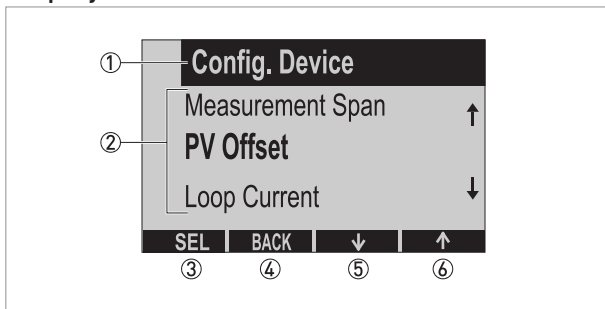 ① Config. Device
② Measurement Span ↑
PV Offset
Loop Current ↓
SEL BACK ↓ ↑
③ ④ ⑤ ⑥